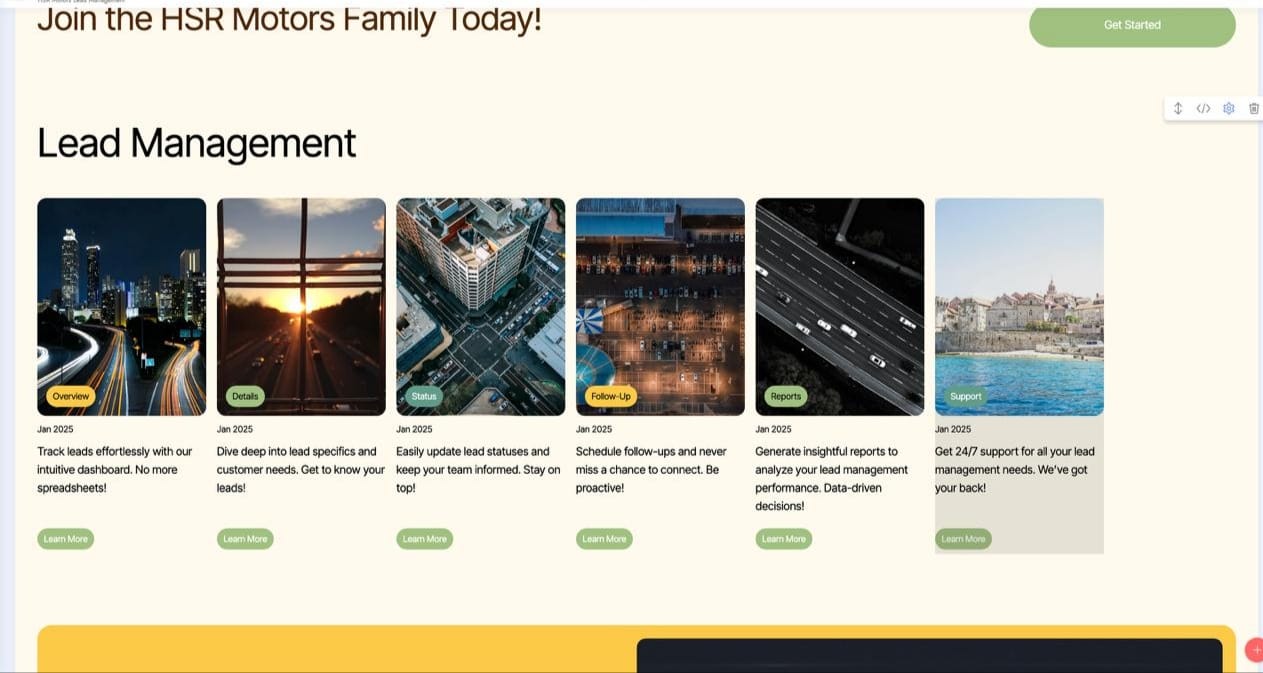 HSR Motors Lead Management
Join the HSR Motors Family Today!
Get Started
Lead Management
Overview
Jan 2025
Track leads effortlessly with our
intuitive dashboard. No more
spreadsheets!
Learn More
Details
Jan 2025
Dive deep into lead specifics and
customer needs. Get to know your
leads!
Learn More
Status
Jan 2025
Easily update lead statuses and
keep your team informed. Stay on
top!
Learn More
Follow-Up
Jan 2025
Schedule follow-ups and never
miss a chance to connect. Be
proactive!
Learn More
Reports
Jan 2025
Generate insightful reports to
analyze your lead management
performance. Data-driven
decisions!
Learn More
Support
Jan 2025
Get 24/7 support for all your lead
management needs. We've got
your back!
Learn More